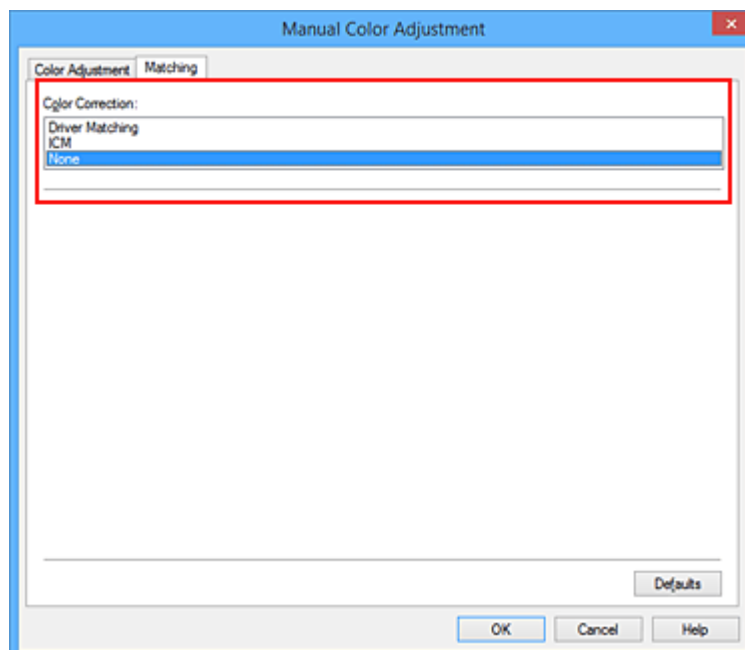 Manual Color Adjustment
Color Adjustment Matching
Color Correction:
Driver Matching
ICM
None
Defaults
OK Cancel Help